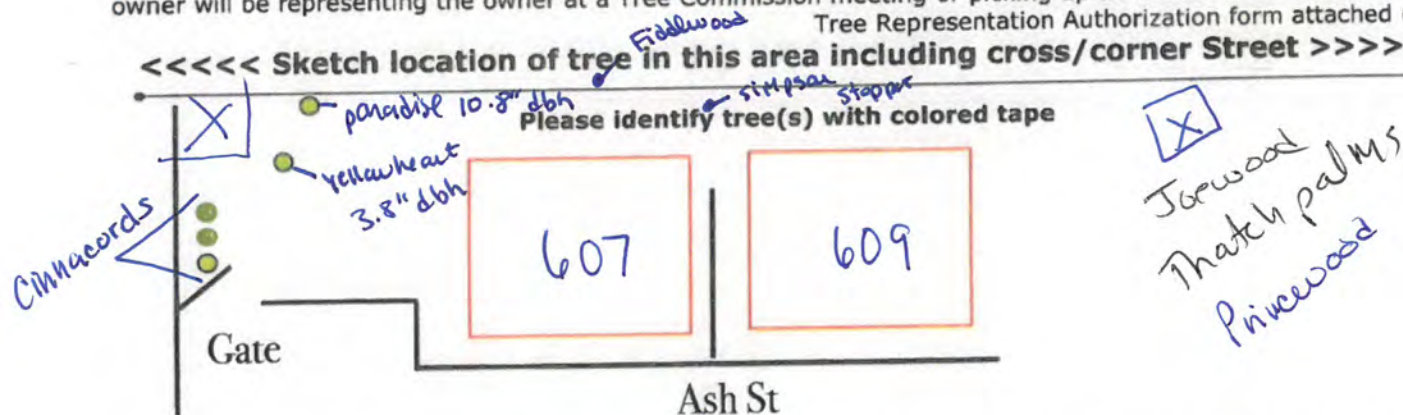 owner will be representing the owner at a Tree Commission meeting or picking up
Tree Representation Authorization form attached
Fiddlewood
<<<<< Sketch location of tree in this area including cross/corner Street >>>>
X
paradise 10.8" dbh
simpson stopper
Please identify tree(s) with colored tape
X
yellowheart
3.8" dbh
Cinnacords
607
609
Joewood
Thatch palms
Princewood
Gate
Ash St